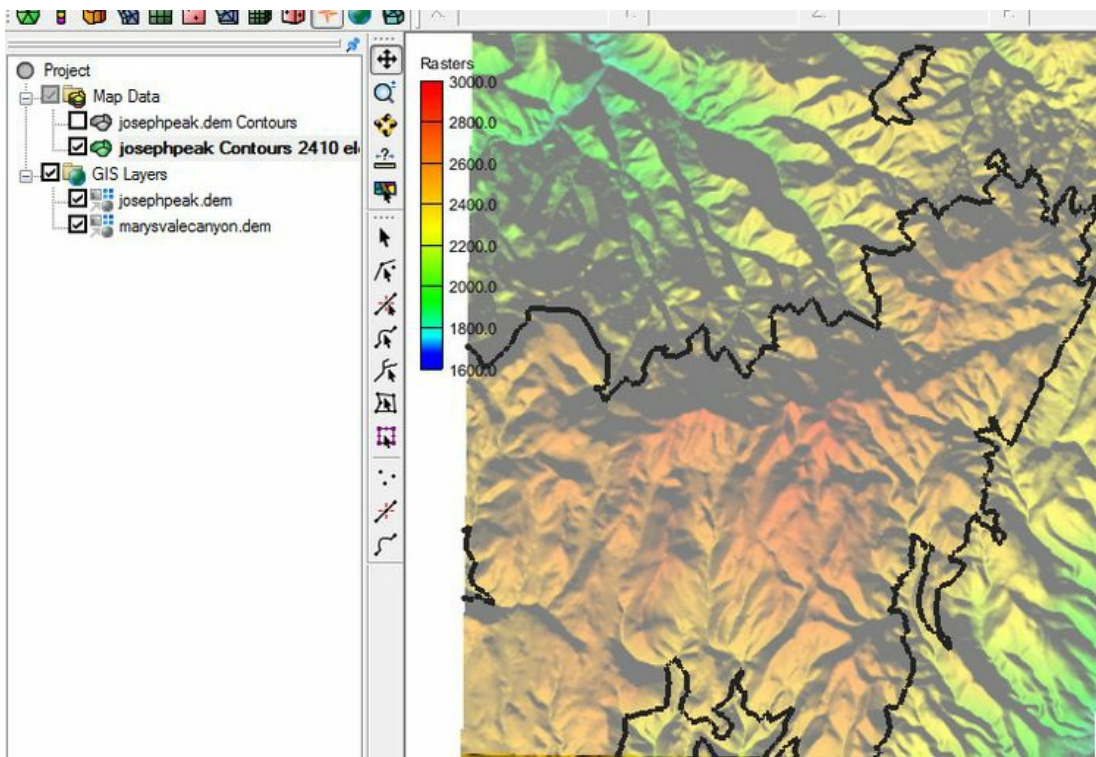 X: Y: Z: F:
Project
Map Data
josephpeak.dem Contours
josephpeak Contours 2410 el
GIS Layers
josephpeak.dem
marysvalecanyon.dem
?
Rasters
3000.0
2800.0
2600.0
2400.0
2200.0
2000.0
1800.0
1600.0